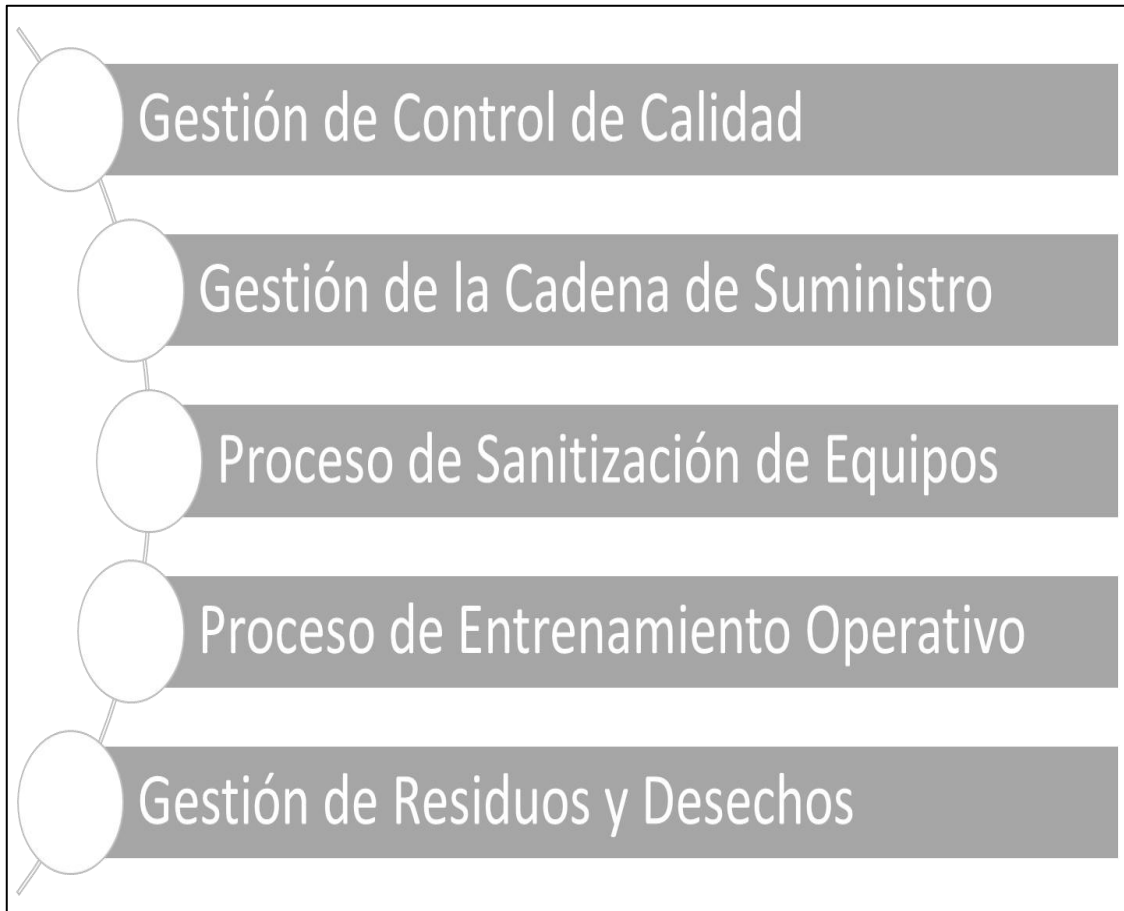 Gestión de Control de Calidad
Gestión de la Cadena de Suministro
Proceso de Sanitización de Equipos
Proceso de Entrenamiento Operativo
Gestión de Residuos y Desechos